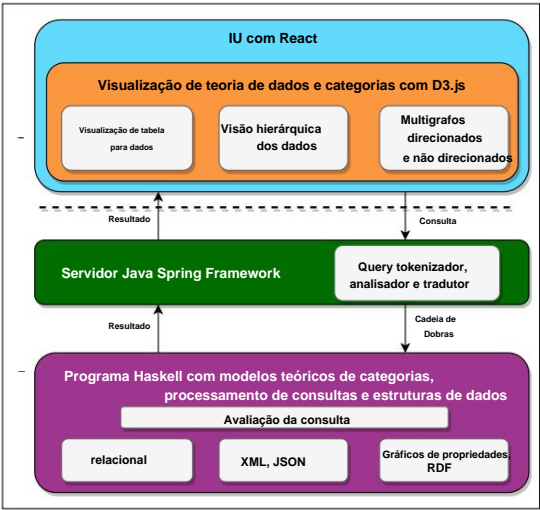 IU com React
Visualização de teoria de dados e categorias com D3.js
Visualização de tabela
para dados
Visão hierárquica
dos dados
Multigrafos
direcionados
e não direcionados
Resultado
Consulta
Servidor Java Spring Framework
Query tokenizador,
analisador e tradutor
Resultado
Cadeia de
Dobras
Programa Haskell com modelos teóricos de categorias,
processamento de consultas e estruturas de dados
Avaliação da consulta
relacional
XML, JSON
Gráficos de propriedades,
RDF